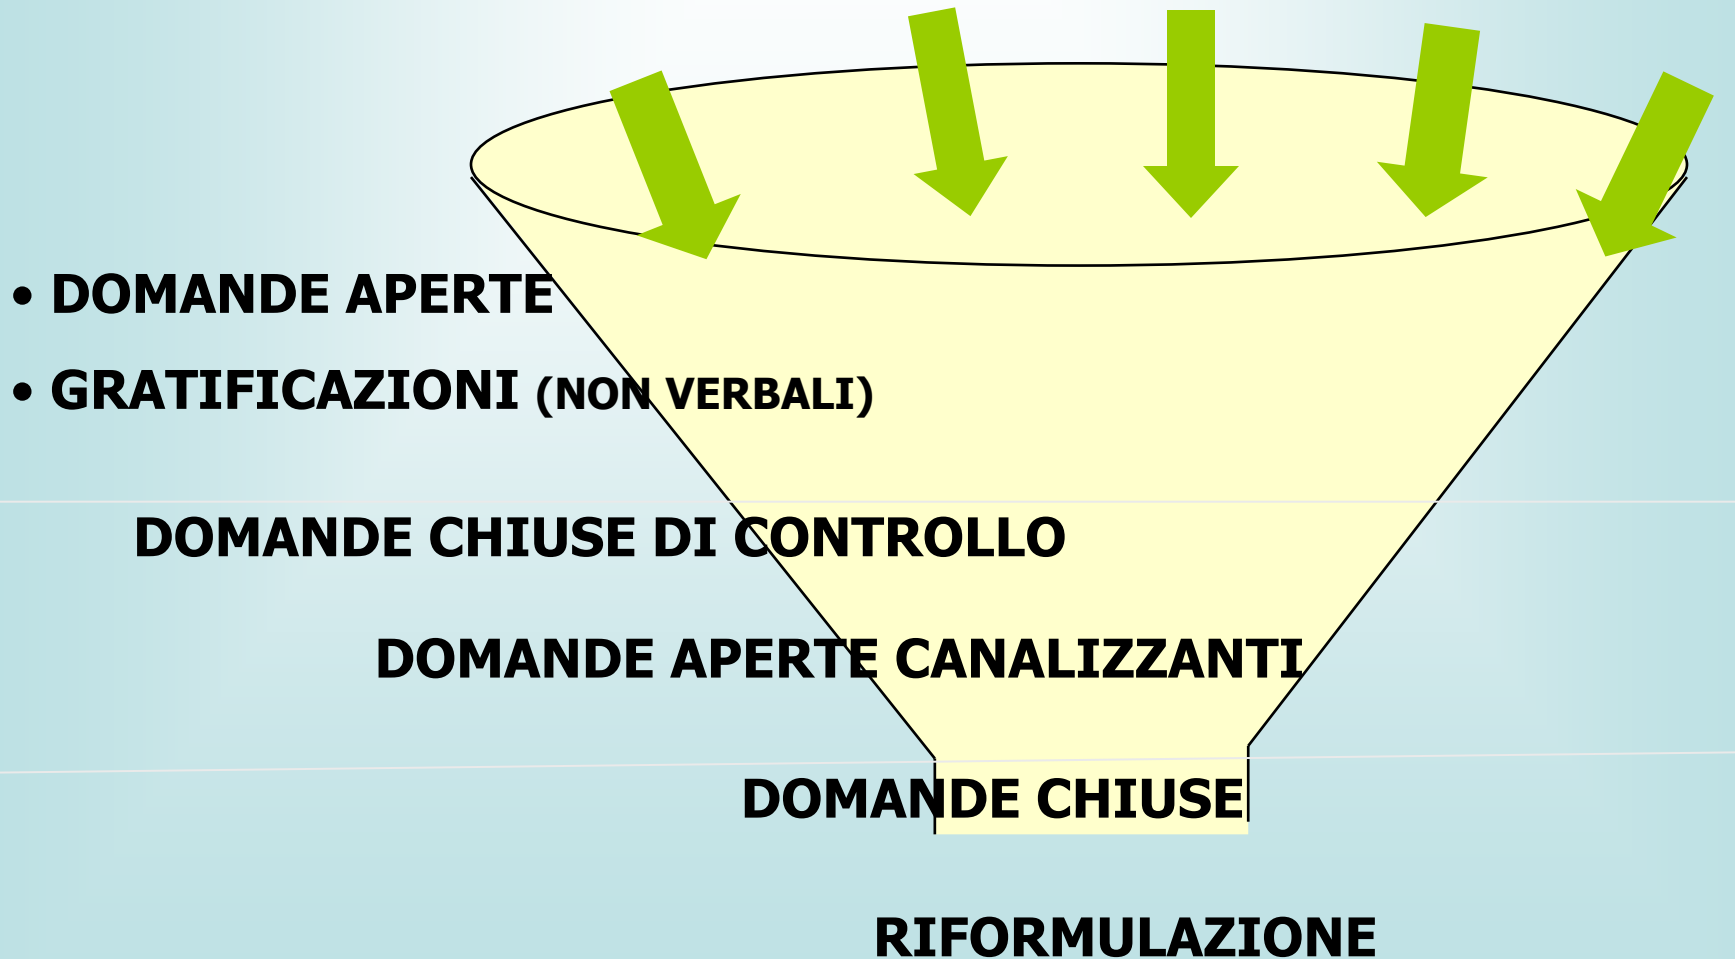 • DOMANDE APERTE
• GRATIFICAZIONI (NON VERBALI)
DOMANDE CHIUSE DI CONTROLLO
DOMANDE APERTE CANALIZZANTI
DOMANDE CHIUSE
RIFORMULAZIONE